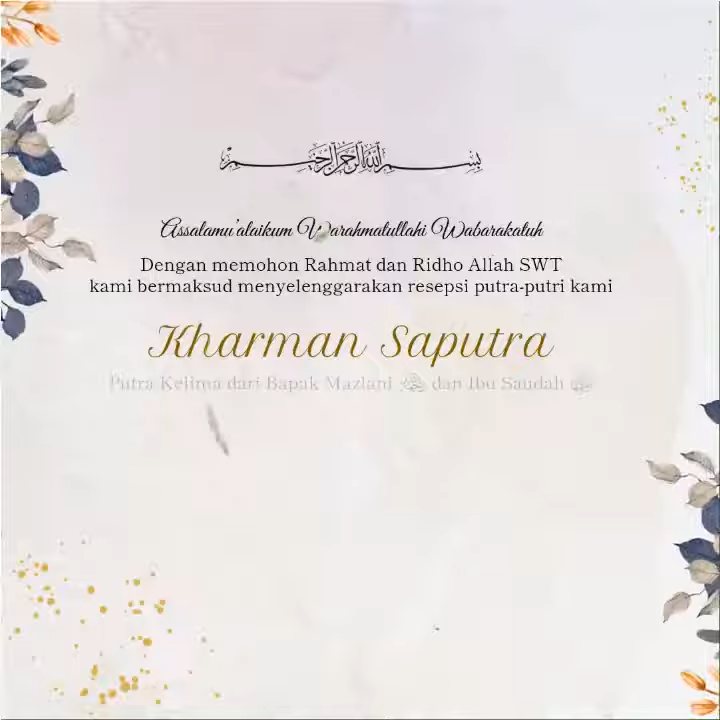 بسم الله الرحمن الرحيم
Assalamu'alaikum Warahmatullahi Wabarakatuh
Dengan memohon Rahmat dan Ridho Allah SWT
kami bermaksud menyelenggarakan resepsi putra-putri kami
Kharman Saputra
Putra Kelima dari Bapak Mazlani dan Ibu Saudah